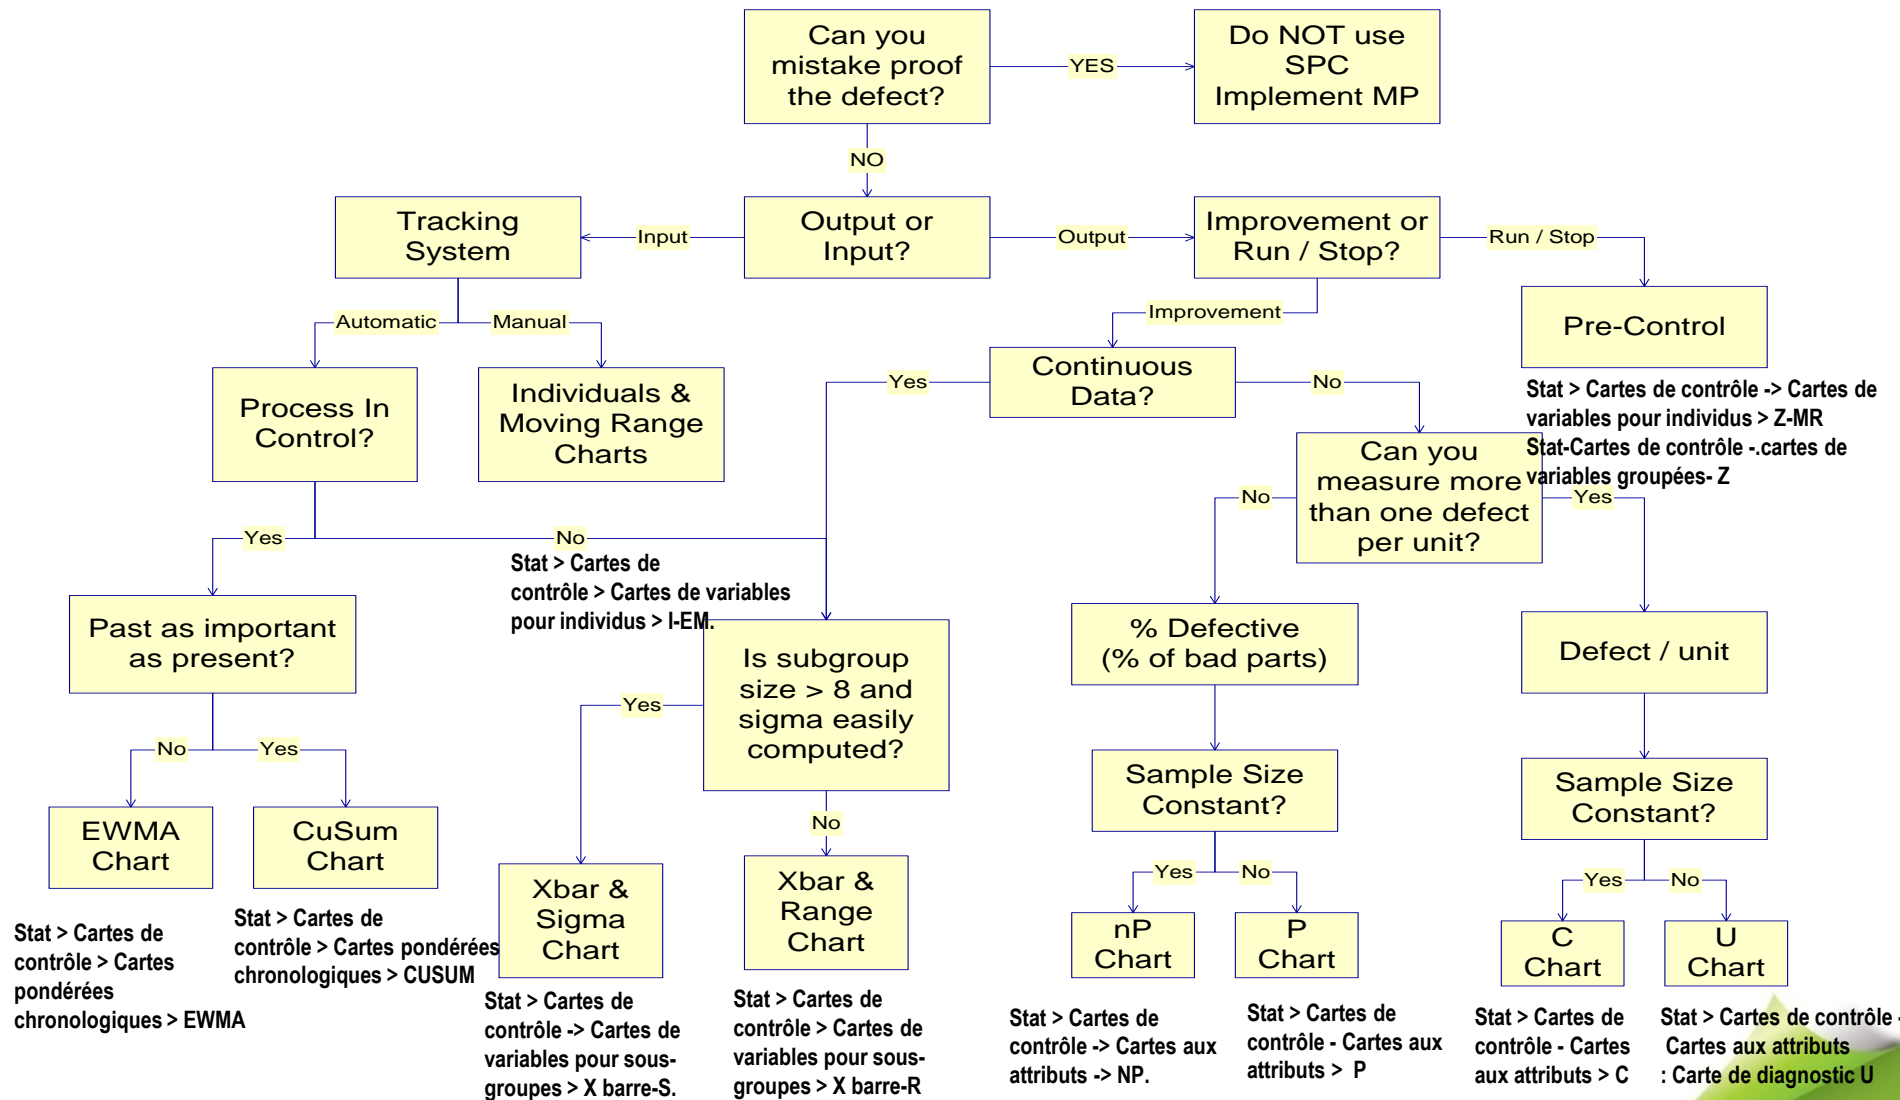 Can you
mistake proof
the defect?
YES
Do NOT use
SPC
Implement MP
NO
Tracking
System
Input
Output or
Input?
Output
Improvement or
Run / Stop?
Run / Stop
Automatic
Manual
Improvement
Pre-Control
Process In
Control?
Individuals &
Moving Range
Charts
Yes
Continuous
Data?
No
Stat > Cartes de contrôle -> Cartes de
variables pour individus > Z-MR
Stat-Cartes de contrôle -.cartes de
variables groupées- Z
Can you
measure more
than one defect
per unit?
No
Yes
Yes
No
Stat > Cartes de
contrôle > Cartes de variables
pour individus > I-EM.
Past as important
as present?
Is subgroup
size > 8 and
sigma easily
computed?
% Defective
(% of bad parts)
Defect / unit
Yes
No
Yes
No
EWMA
Chart
CuSum
Chart
Sample Size
Constant?
Sample Size
Constant?
Xbar &
Sigma
Chart
Xbar &
Range
Chart
Yes
No
Yes
No
nP
Chart
P
Chart
C
Chart
U
Chart
Stat > Cartes de
contrôle > Cartes
pondérées
chronologiques > EWMA
Stat > Cartes de
contrôle > Cartes pondérées
chronologiques > CUSUM
Stat > Cartes de
contrôle -> Cartes de
variables pour sous-
groupes > X barre-S.
Stat > Cartes de
contrôle > Cartes de
variables pour sous-
groupes > X barre-R
Stat > Cartes de
contrôle -> Cartes aux
attributs -> NP.
Stat > Cartes de
contrôle - Cartes aux
attributs > P
Stat > Cartes de
contrôle - Cartes
aux attributs > C
Stat > Cartes de contrôle -
Cartes aux attributs
: Carte de diagnostic U